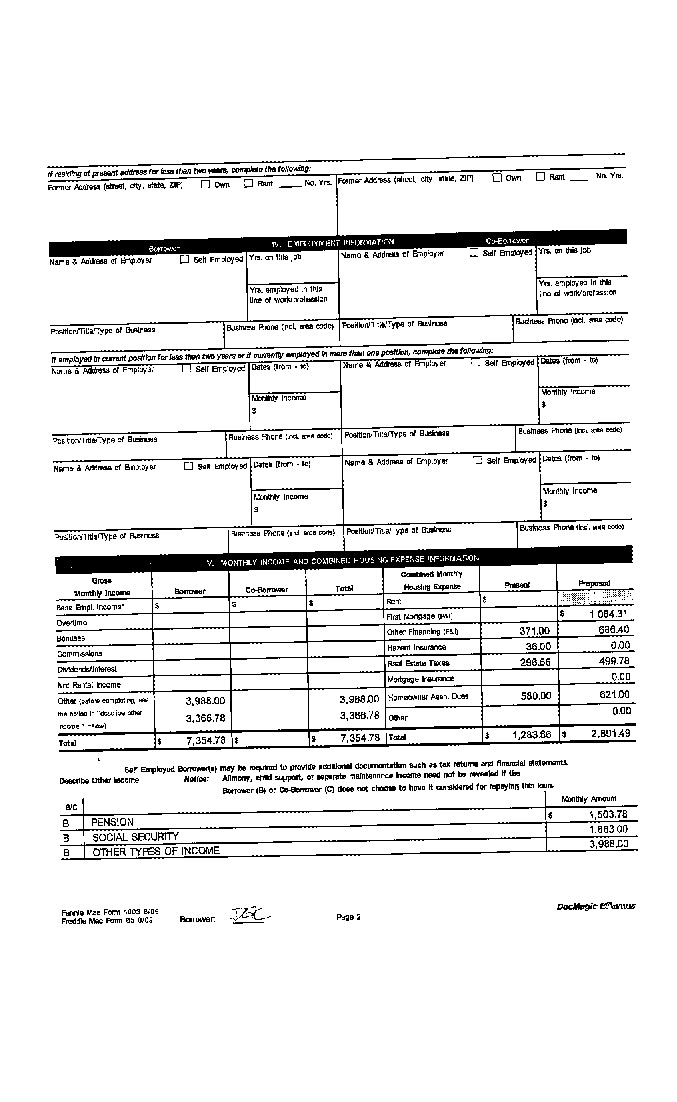 If residing at present address for less than two years, complete the following:
Former Address (street, city, state, ZIP) Own Rent ____ No. Yrs. Former Address (street, city, state, ZIP) Own Rent ____ No. Yrs.
Borrower IV. EMPLOYMENT INFORMATION Co-Borrower
Name & Address of Employer Self Employed Yrs. on this job Name & Address of Employer Self Employed Yrs. on this job
Yrs. employed in this line of work/profession Yrs. employed in this line of work/profession
Position/Title/Type of Business Business Phone (incl. area code) Position/Title/Type of Business Business Phone (incl. area code)
If employed in current position for less than two years or if currently employed in more than one position, complete the following:
Name & Address of Employer Self Employed Dates (from - to) Name & Address of Employer Self Employed Dates (from - to)
Monthly Income Monthly Income
$ $
Position/Title/Type of Business Business Phone (incl. area code) Position/Title/Type of Business Business Phone (incl. area code)
Name & Address of Employer Self Employed Dates (from - to) Name & Address of Employer Self Employed Dates (from - to)
Monthly Income Monthly Income
$ $
Position/Title/Type of Business Business Phone (incl. area code) Position/Title/Type of Business Business Phone (incl. area code)
V. MONTHLY INCOME AND COMBINED HOUSING EXPENSE INFORMATION
Gross Monthly Income Borrower Co-Borrower Total Combined Monthly Housing Expense Present Proposed
Base Empl. Income* $ $ $ Rent $
Overtime First Mortgage (P&I) $
Bonuses Other Financing (P&I) 371.00
Commissions Hazard Insurance 36.00 0.00
Dividends/Interest Real Estate Taxes 499.78
Net Rental Income Mortgage Insurance 0.00
Other (before completing, see 3,988.00 3,988.00 Homeowner Assn. Dues 580.00 621.00
the notice in "describe other 3,366.78 3,366.78 Other 0.00
income," below)
Total $ 7,354.78 $ $ 7,354.78 Total $ $
Self Employed Borrower(s) may be required to provide additional documentation such as tax returns and financial statements.
Describe Other Income Notice: Alimony, child support, or separate maintenance income need not be revealed if the
Borrower (B) or Co-Borrower (C) does not choose to have it considered for repaying this loan.
B/C Monthly Amount
B PENSION $ 1,503.78
B SOCIAL SECURITY 1,863.00
B OTHER TYPES OF INCOME 3,988.00
Fannie Mae Form 1003
Freddie Mac Form 65 Borrower: Page 2
DocMagic